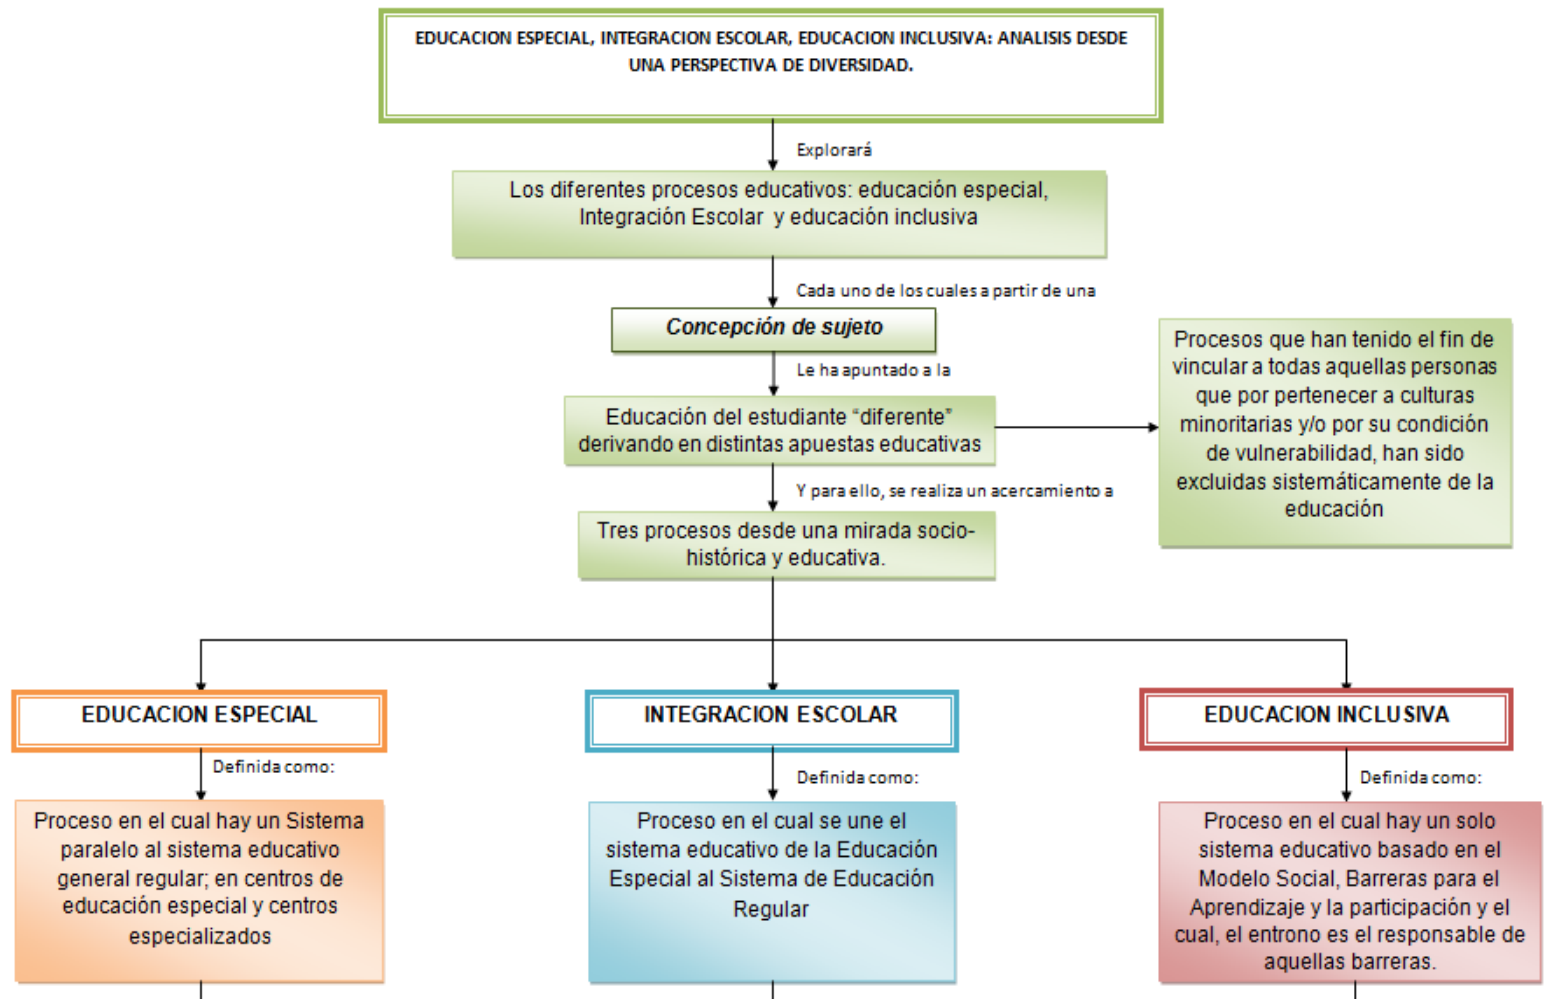 EDUCACION ESPECIAL, INTEGRACION ESCOLAR, EDUCACION INCLUSIVA: ANALISIS DESDE
UNA PERSPECTIVA DE DIVERSIDAD.
Explorará
Los diferentes procesos educativos: educación especial,
Integración Escolar y educación inclusiva
Cada uno de los cuales a partir de una
Concepción de sujeto
Le ha apuntado a la
Educación del estudiante “diferente”
derivando en distintas apuestas educativas
Procesos que han tenido el fin de
vincular a todas aquellas personas
que por pertenecer a culturas
minoritarias y/o por su condición
de vulnerabilidad, han sido
excluidas sistemáticamente de la
educación
Y para ello, se realiza un acercamiento a
Tres procesos desde una mirada socio-
histórica y educativa.
EDUCACION ESPECIAL
Definida como:
Proceso en el cual hay un Sistema
paralelo al sistema educativo
general regular; en centros de
educación especial y centros
especializados
INTEGRACION ESCOLAR
Definida como:
Proceso en el cual se une el
sistema educativo de la Educación
Especial al Sistema de Educación
Regular
EDUCACION INCLUSIVA
Definida como:
Proceso en el cual hay un solo
sistema educativo basado en el
Modelo Social, Barreras para el
Aprendizaje y la participación y el
cual, el entrono es el responsable de
aquellas barreras.